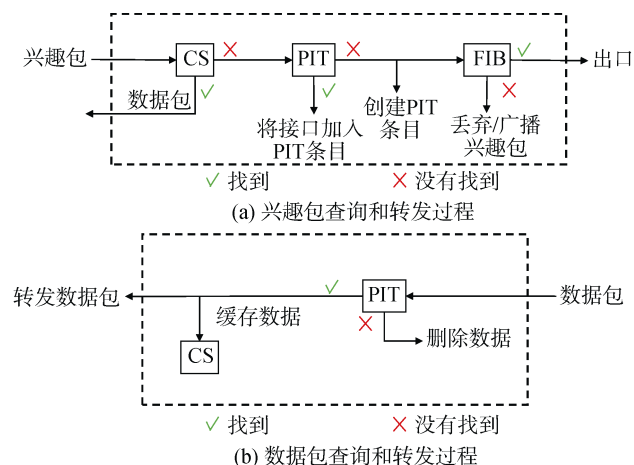 兴趣包
CS
PIT
FIB
出口
数据包
将接口加入
PIT条目
创建PIT
条目
丢弃/广播
兴趣包
找到
没有找到
(a) 兴趣包查询和转发过程
转发数据包
PIT
数据包
缓存数据
删除数据
CS
找到
没有找到
(b) 数据包查询和转发过程